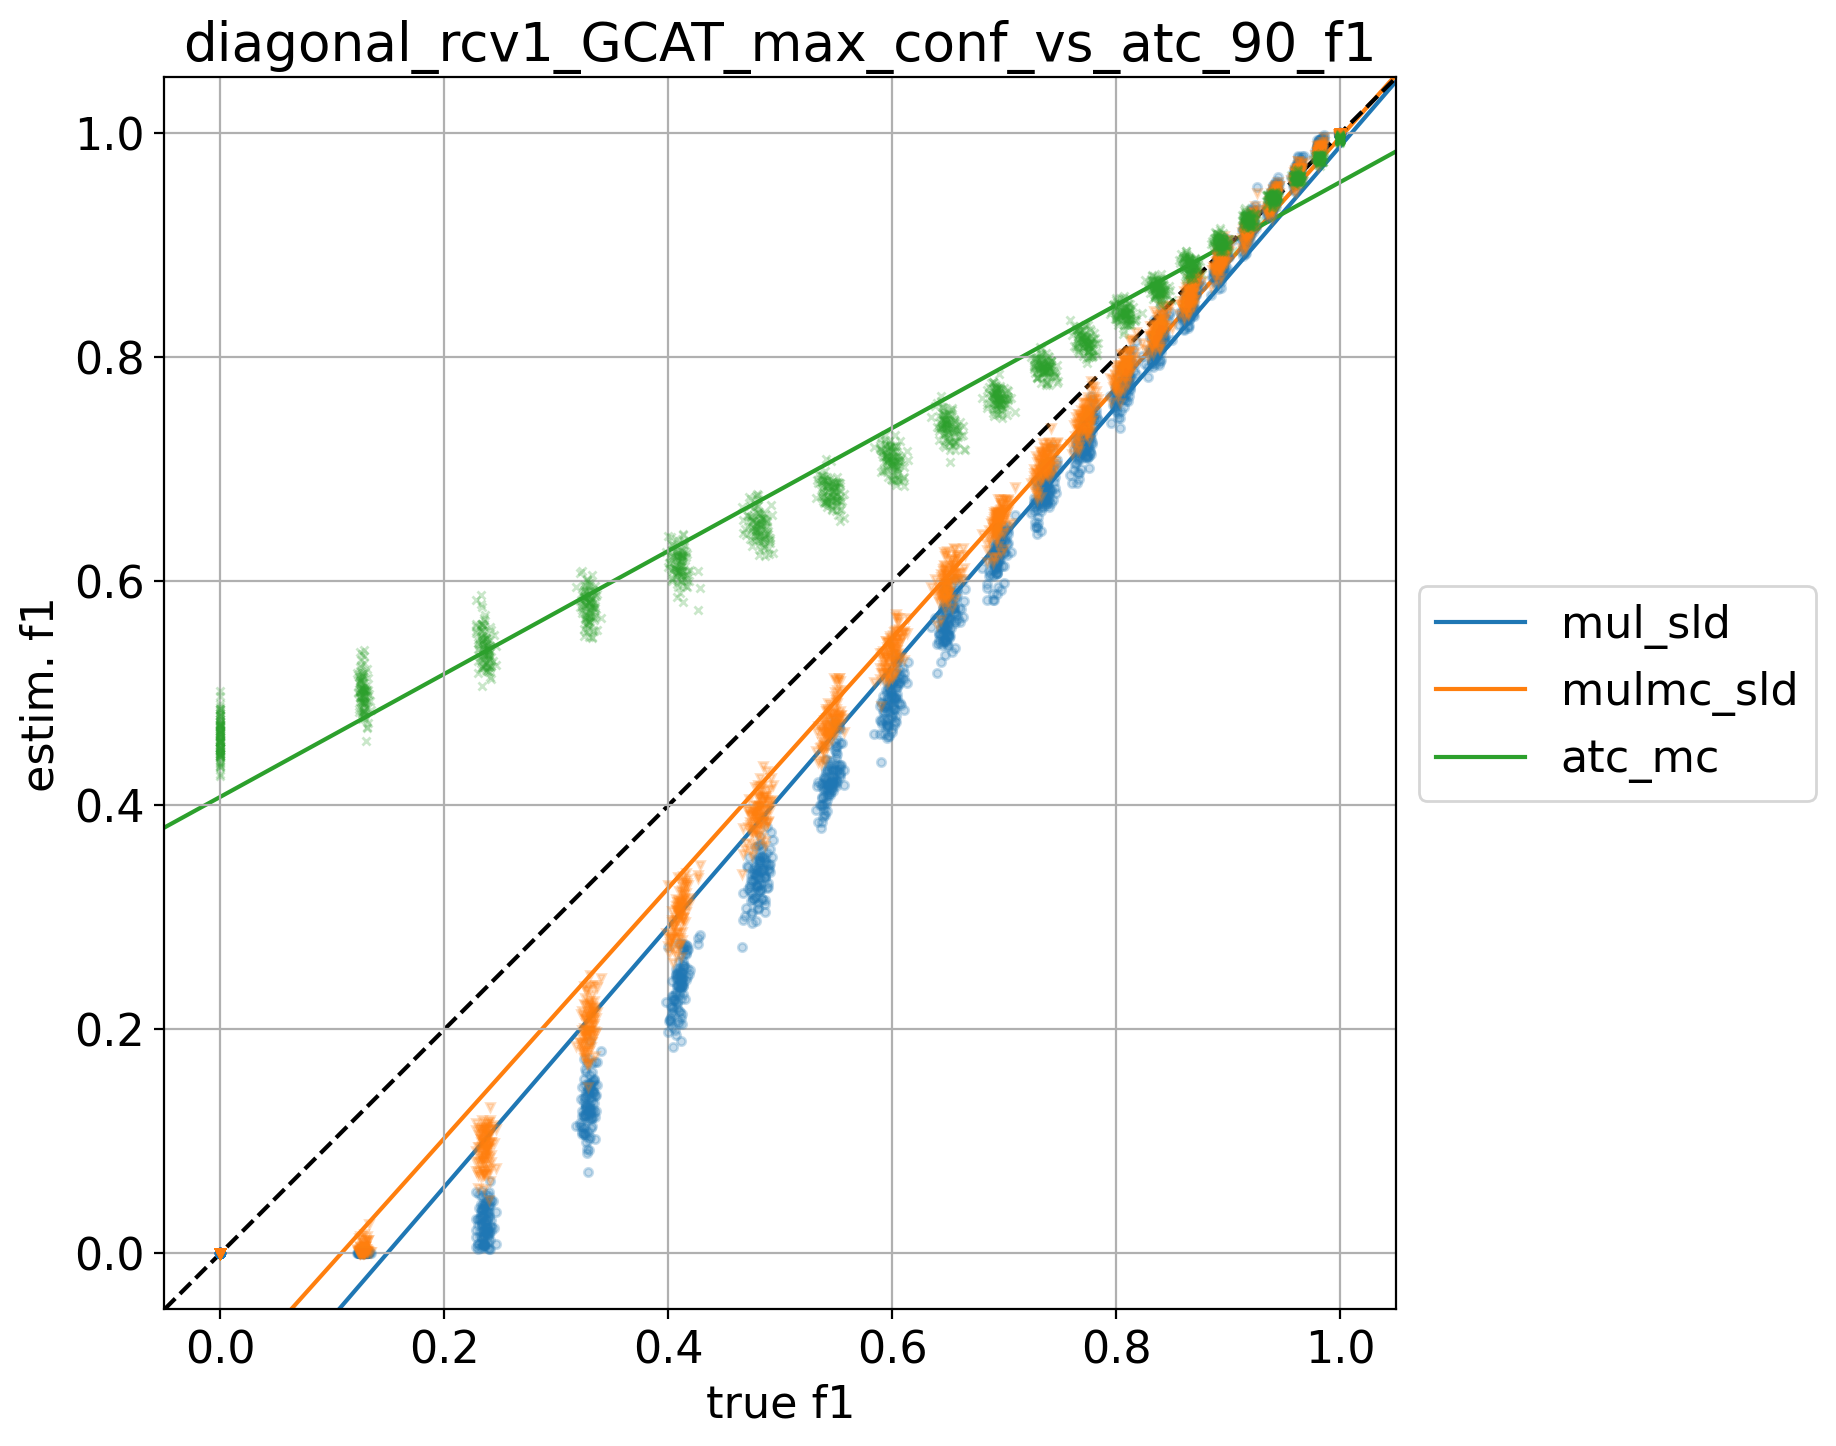 diagonal_rcv1_GCAT_max_conf_vs_atc_90_f1
1.0
0.8
0.6
0.4
0.2
0.0
estim. f1
0.0 0.2 0.4 0.6 0.8 1.0
true f1
mul_sld
mulmc_sld
atc_mc